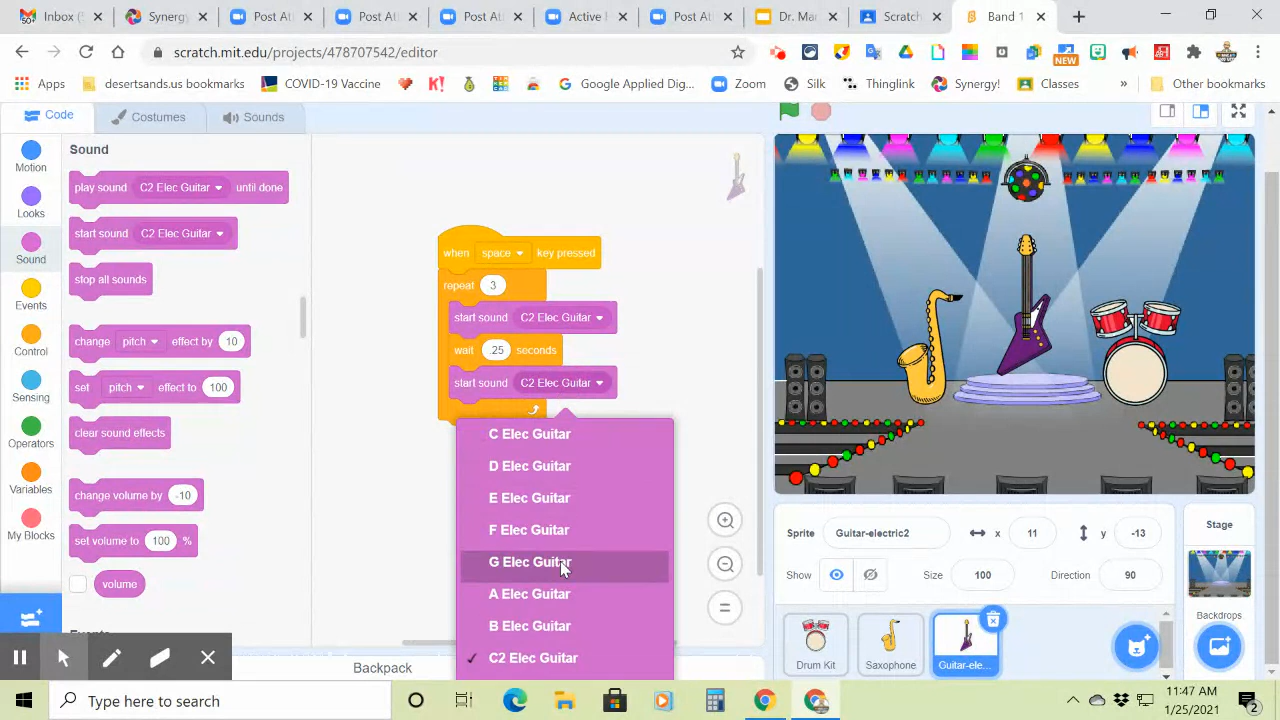 Inbox
Synergy
Post Att
Post Att
Active M
Post Att
Dr. Mar
Scratch
Band 1
scratch.mit.edu/projects/478707542/editor
NEW
Apps
desertsands.us bookmark
COVID-19 Vaccine
K!
Google Applied Dig...
Zoom
Silk
Thinglink
Synergy!
Classes
»
Other bookmarks
Code
Costumes
Sounds
Motion
Looks
Sound
Events
Control
Sensing
Operators
Variables
My Blocks
Sound
play sound C2 Elec Guitar until done
start sound C2 Elec Guitar
stop all sounds
change pitch effect by 10
set pitch effect to 100
clear sound effects
change volume by -10
set volume to 100 %
volume
when space key pressed
repeat 3
start sound C2 Elec Guitar
wait .25 seconds
start sound C2 Elec Guitar
C Elec Guitar
D Elec Guitar
E Elec Guitar
F Elec Guitar
G Elec Guitar
A Elec Guitar
B Elec Guitar
✓ C2 Elec Guitar
Backpack
Sprite Guitar-electric2 x 11 y -13
Show Size 100 Direction 90
Drum Kit
Saxophone
Guitar-ele...
Stage
Backdrops
Type here to search
11:47 AM
1/25/2021
2